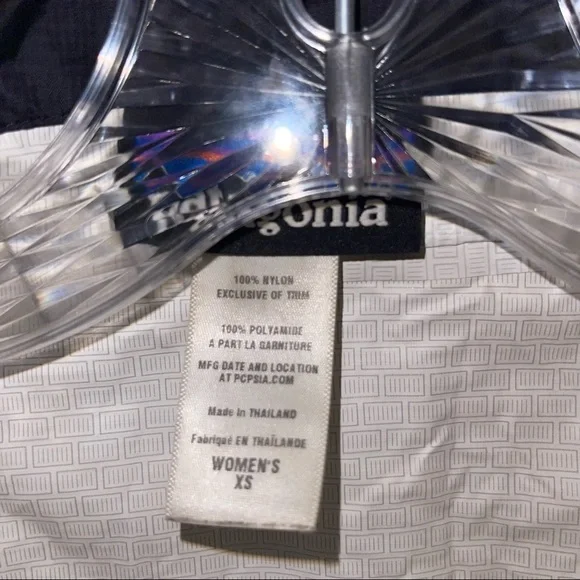 patagonia
100% NYLON
EXCLUSIVE OF TRIM
100% POLYAMIDE
A PART LA GARNITURE
MFG DATE AND LOCATION
AT PCPSIA.COM
Made in THAILAND
Fabriqué EN THAÏLANDE
WOMEN'S
XS